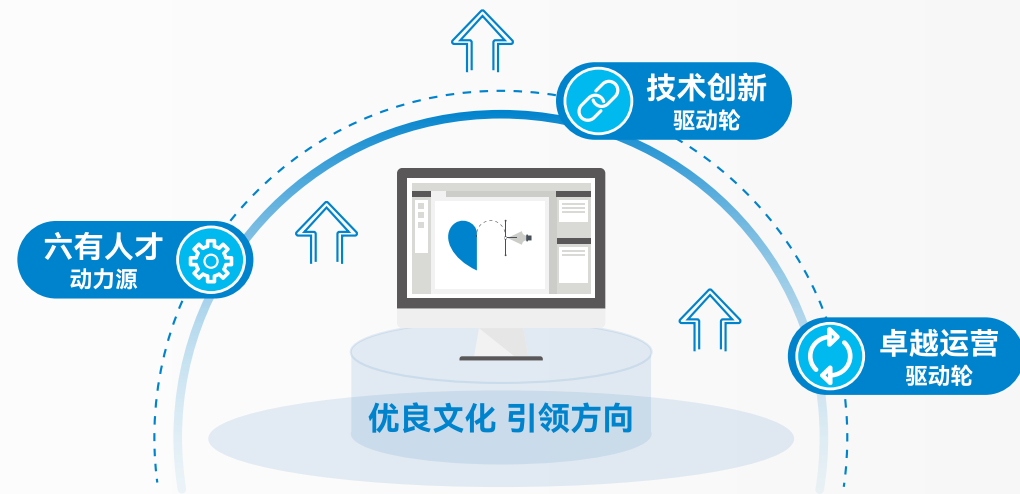 技术创新
驱动轮
六有人才
动力源
卓越运营
驱动轮
优良文化 引领方向